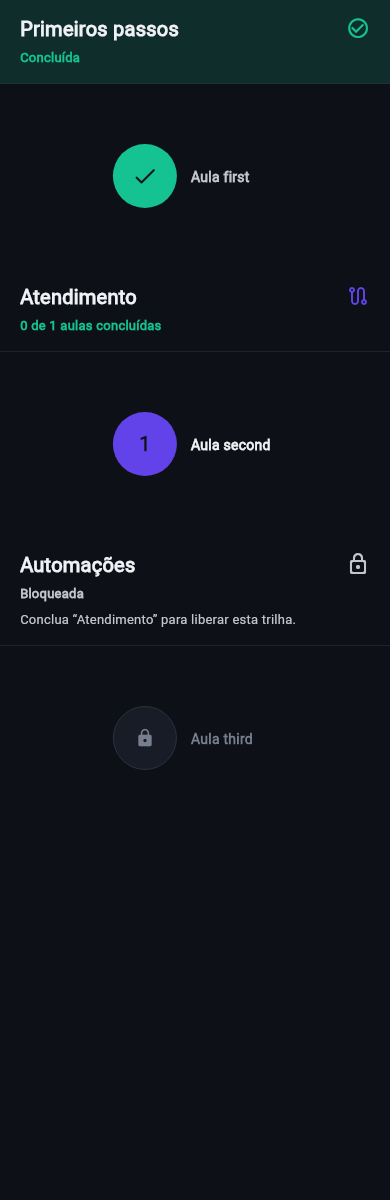 Primeiros passos
Concluída
Aula first
Atendimento
0 de 1 aulas concluídas
1
Aula second
Automações
Bloqueada
Conclua “Atendimento” para liberar esta trilha.
Aula third